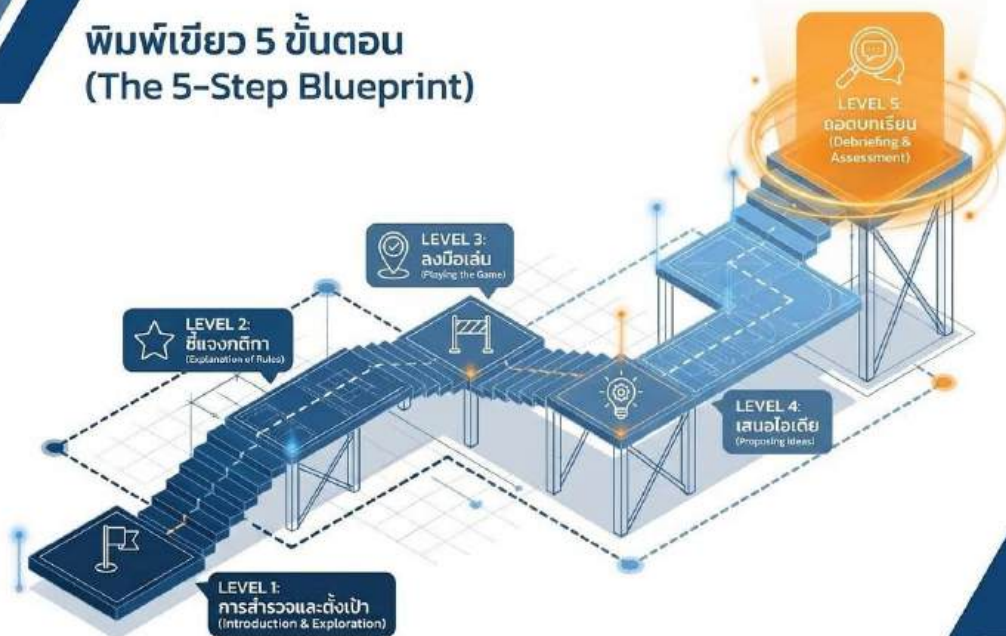 พิมพ์เขียว 5 ขั้นตอน
(The 5-Step Blueprint)
LEVEL 5:
ถอดบทเรียน
(Debriefing &
Assessment)
LEVEL 3:
ลงมือเล่น
(Playing the Game)
LEVEL 2:
ชี้แจงกติกา
(Explanation of Rules)
LEVEL 4:
เสนอไอเดีย
(Proposing ideas)
LEVEL 1:
การสำรวจและตั้งเป้า
(Introduction & Exploration)